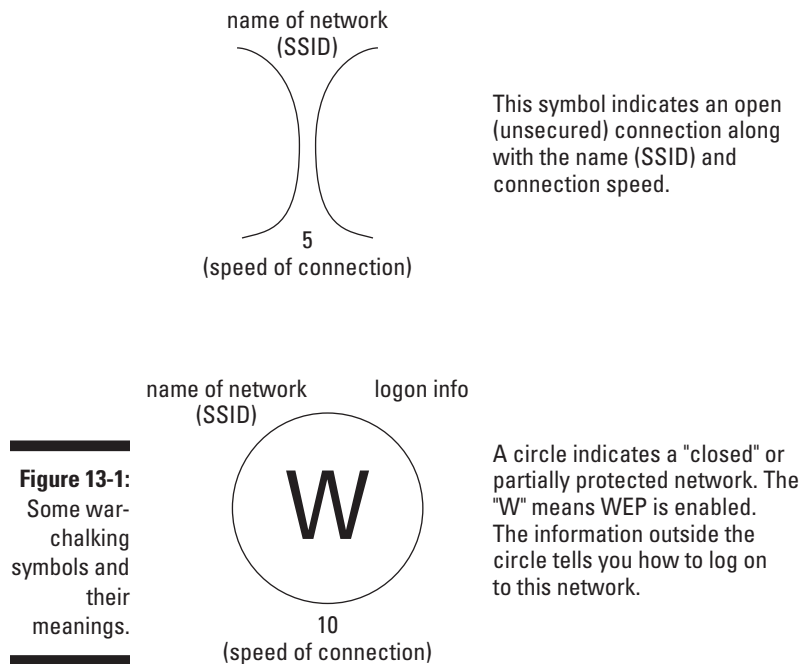 name of network
(SSID)
5
(speed of connection)
This symbol indicates an open
(unsecured) connection along
with the name (SSID) and
connection speed.
name of network
(SSID)
logon info
W
10
(speed of connection)
A circle indicates a "closed" or
partially protected network. The
"W" means WEP is enabled.
The information outside the
circle tells you how to log on
to this network.
Figure 13-1:
Some war-
chalking
symbols and
their
meanings.